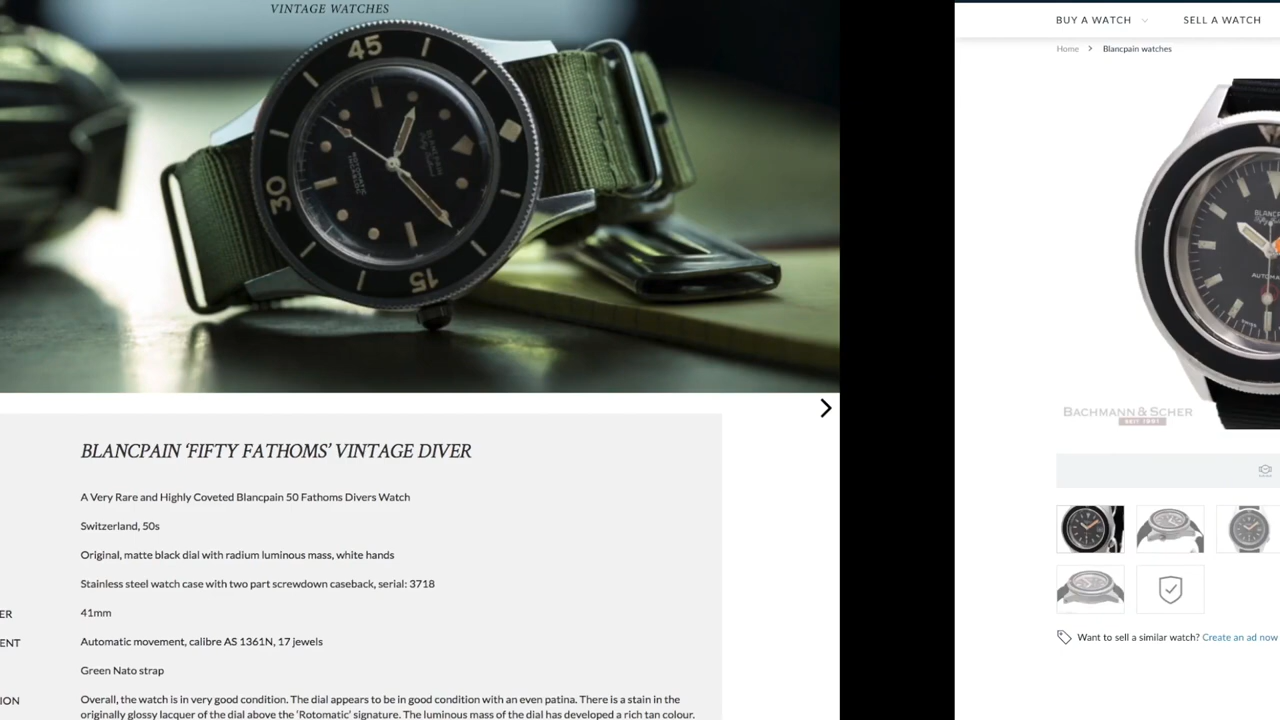 VINTAGE WATCHES
45
30
15
BLANCPAIN
BLANCPAIN ‘FIFTY FATHOMS’ VINTAGE DIVER
A Very Rare and Highly Coveted Blancpain 50 Fathoms Divers Watch
Switzerland, 50s
Original, matte black dial with radium luminous mass, white hands
Stainless steel watch case with two part screwdown caseback, serial: 3718
ER
41mm
ENT
Automatic movement, calibre AS 1361N, 17 jewels
Green Nato strap
ION
Overall, the watch is in very good condition. The dial appears to be in good condition with an even patina. There is a stain in the
originally glossy lacquer of the dial above the ‘Rotomatic’ signature. The luminous mass of the dial has developed a rich tan colour.
BUY A WATCH
SELL A WATCH
Home > Blancpain watches
BLANCP
AUTOMA
BACHMANN & SCHER
SEIT 1991
Want to sell a similar watch? Create an ad now